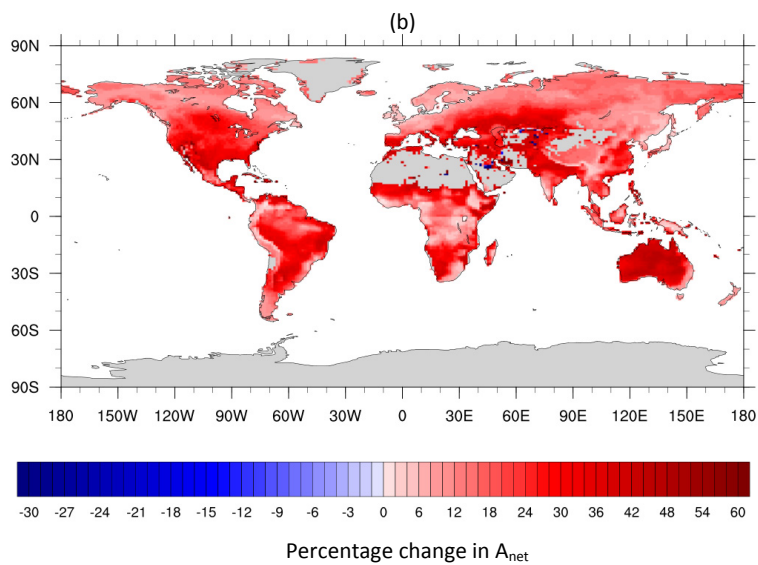 (b)
90N
60N
30N
0
30S
60S
90S
180 150W 120W 90W 60W 30W 0 30E 60E 90E 120E 150E 180
-30 -27 -24 -21 -18 -15 -12 -9 -6 -3 0 6 12 18 24 30 36 42 48 54 60
Percentage change in Anet